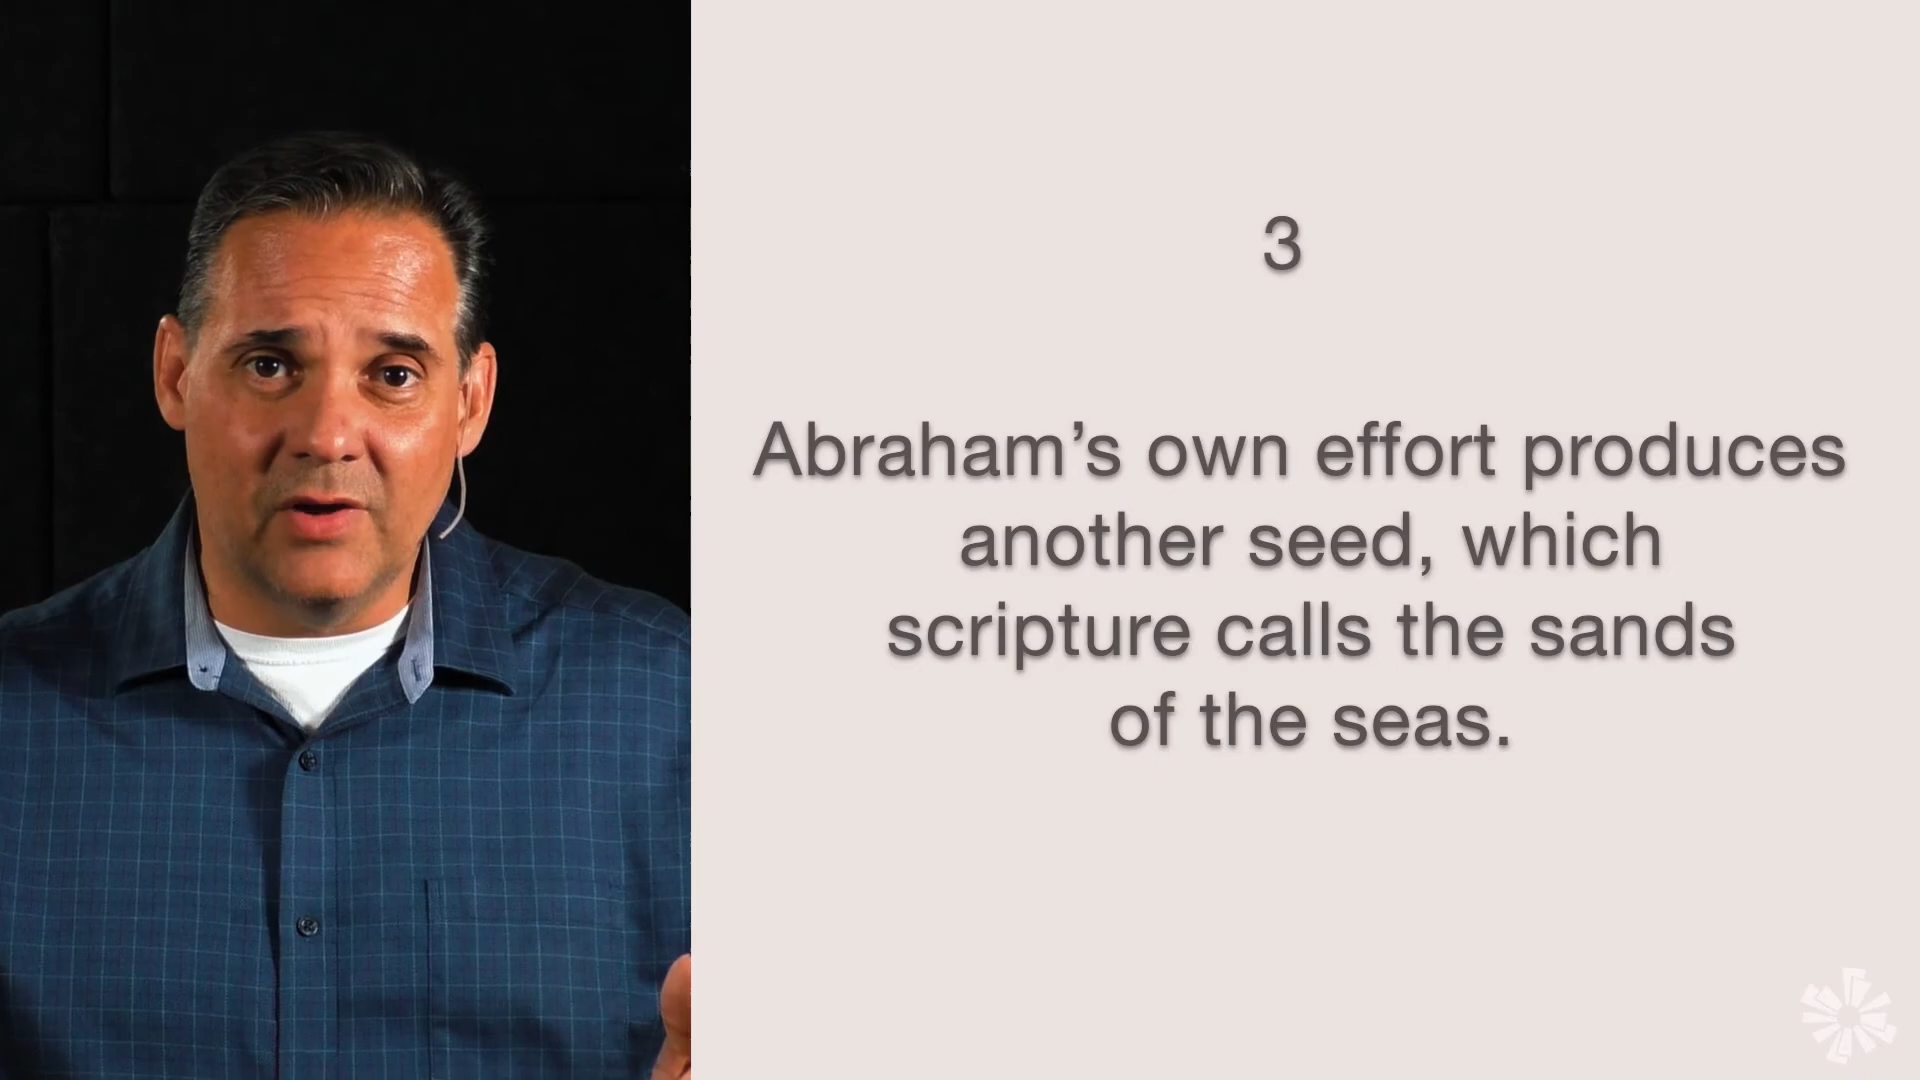 3
Abraham’s own effort produces
another seed, which
scripture calls the sands
of the seas.